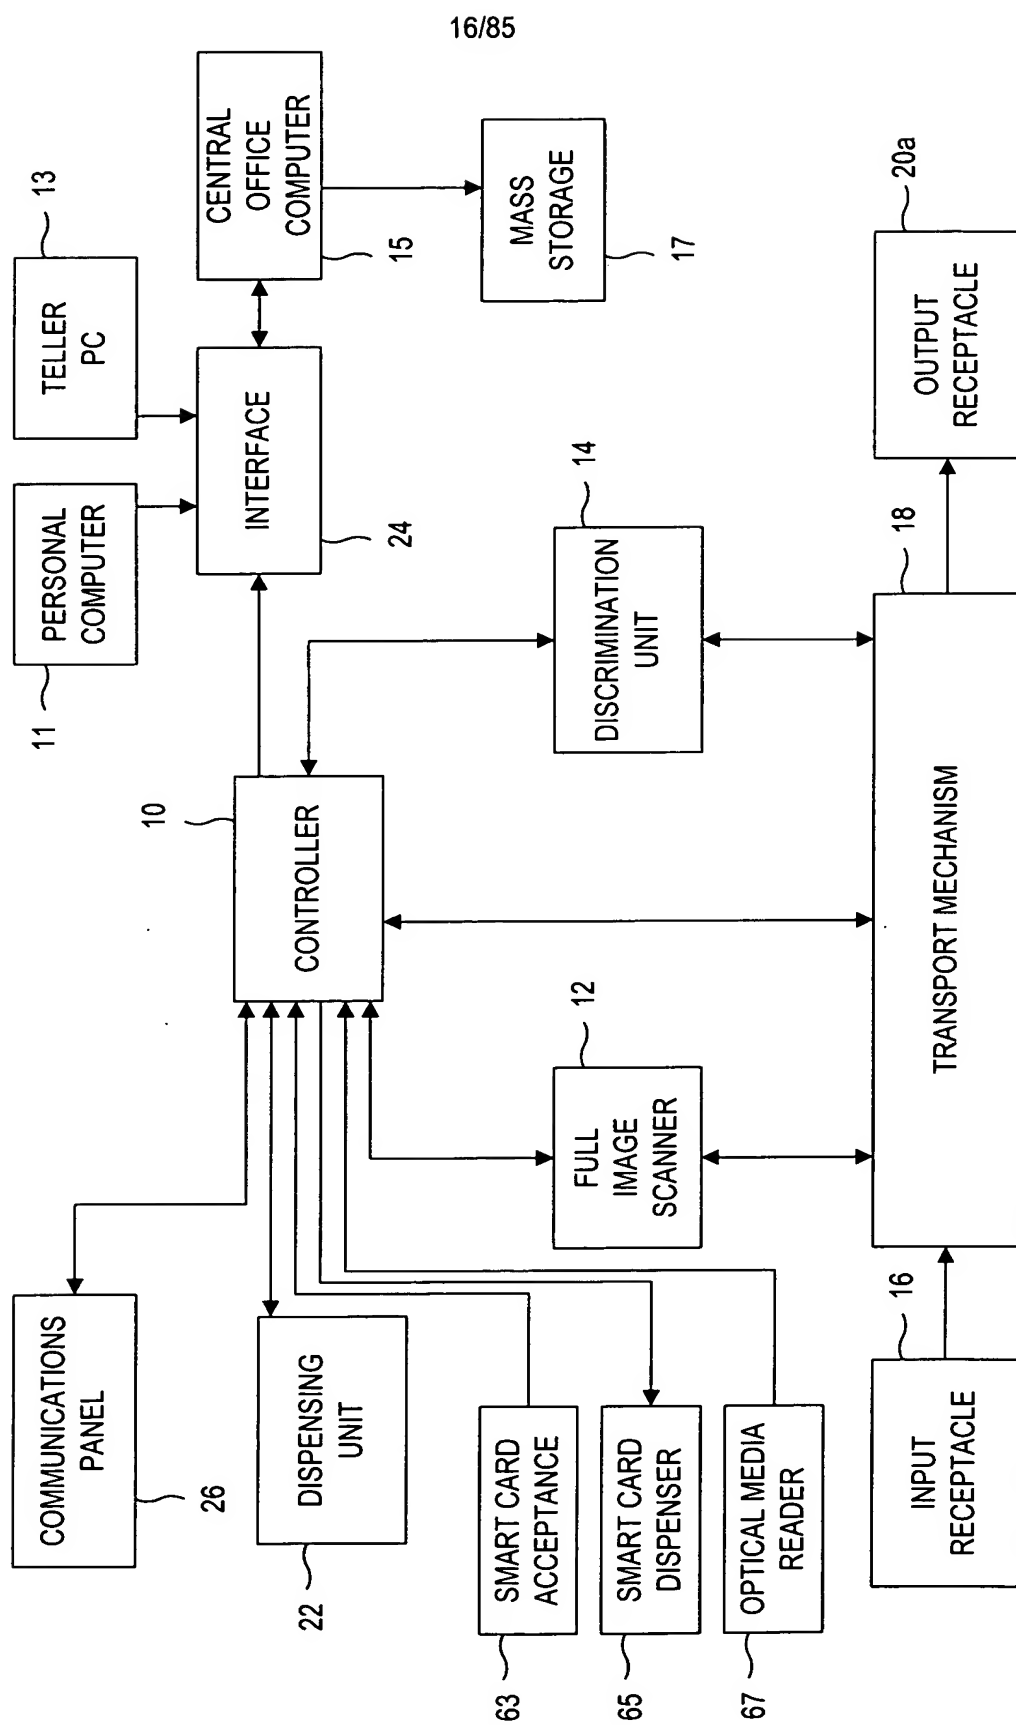 16/85
COMMUNICATIONS
PANEL
26
DISPENSING
UNIT
22
SMART CARD
ACCEPTANCE
63
SMART CARD
DISPENSER
65
OPTICAL MEDIA
READER
67
CONTROLLER
10
PERSONAL
COMPUTER
11
TELLER
PC
13
INTERFACE
24
CENTRAL
OFFICE
COMPUTER
15
MASS
STORAGE
17
FULL
IMAGE
SCANNER
12
DISCRIMINATION
UNIT
14
INPUT
RECEPTACLE
16
TRANSPORT MECHANISM
18
OUTPUT
RECEPTACLE
20a